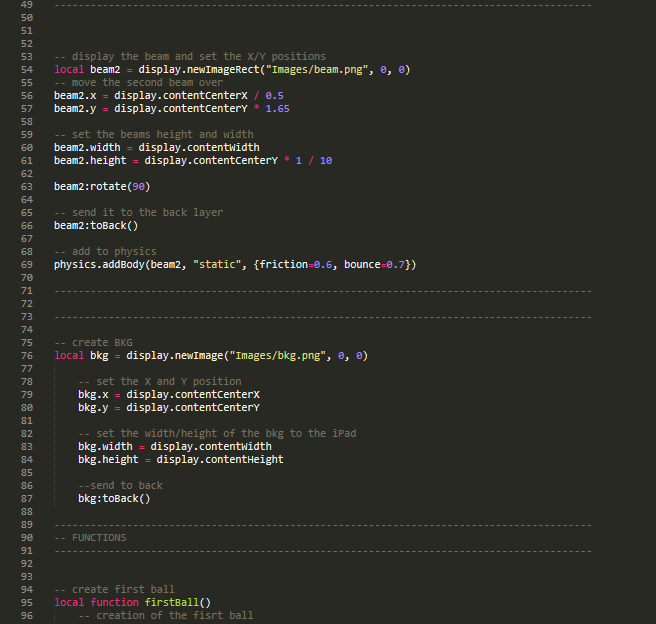 49 ------------------------------------------------------------------------------------------
50
51
52
53 -- display the beam and set the X/Y positions
54 local beam2 = display.newImageRect("Images/beam.png", 0, 0)
55 -- move the second beam over
56 beam2.x = display.contentCenterX / 0.5
57 beam2.y = display.contentCenterY * 1.65
58
59 -- set the beams height and width
60 beam2.width = display.contentWidth
61 beam2.height = display.contentCenterY * 1 / 10
62
63 beam2:rotate(90)
64
65 -- send it to the back layer
66 beam2:toBack()
67
68 -- add to physics
69 physics.addBody(beam2, "static", {friction=0.6, bounce=0.7})
70
71 ------------------------------------------------------------------------------------------
72
73 ------------------------------------------------------------------------------------------
74
75 -- create BKG
76 local bkg = display.newImage("Images/bkg.png", 0, 0)
77
78 -- set the X and Y position
79 bkg.x = display.contentCenterX
80 bkg.y = display.contentCenterY
81
82 -- set the width/height of the bkg to the iPad
83 bkg.width = display.contentWidth
84 bkg.height = display.contentHeight
85
86 --send to back
87 bkg:toBack()
88
89 ------------------------------------------------------------------------------------------
90 -- FUNCTIONS
91 ------------------------------------------------------------------------------------------
92
93
94 -- create first ball
95 local function firstBall()
96 -- creation of the fisrt ball